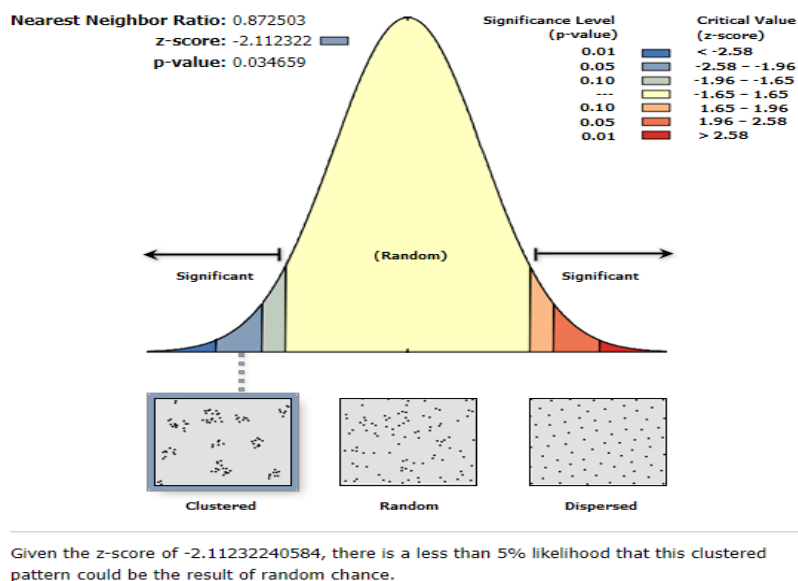 Nearest Neighbor Ratio: 0.872503
z-score: -2.112322
p-value: 0.034659
Significance Level
(p-value)
Critical Value
(z-score)
0.01 < -2.58
0.05 -2.58 – -1.96
0.10 -1.96 – -1.65
--- -1.65 – 1.65
0.10 1.65 – 1.96
0.05 1.96 – 2.58
0.01 > 2.58
(Random)
Significant
Significant
Clustered
Random
Dispersed
Given the z-score of -2.11232240584, there is a less than 5% likelihood that this clustered
pattern could be the result of random chance.